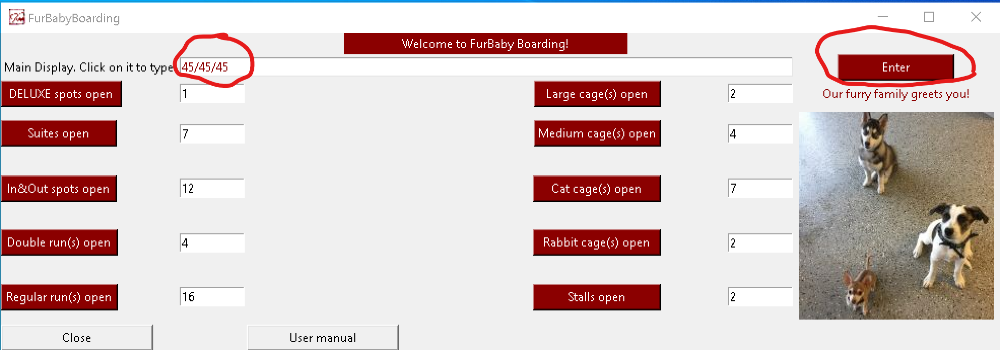 FurBabyBoarding
Welcome to FurBaby Boarding!
Main Display. Click on it to type 45/45/45 Enter
DELUXE spots open 1 Large cage(s) open 2 Our furry family greets you!
Suites open 7 Medium cage(s) open 4
In&Out spots open 12 Cat cage(s) open 7
Double run(s) open 4 Rabbit cage(s) open 2
Regular run(s) open 16 Stalls open 2
Close User manual